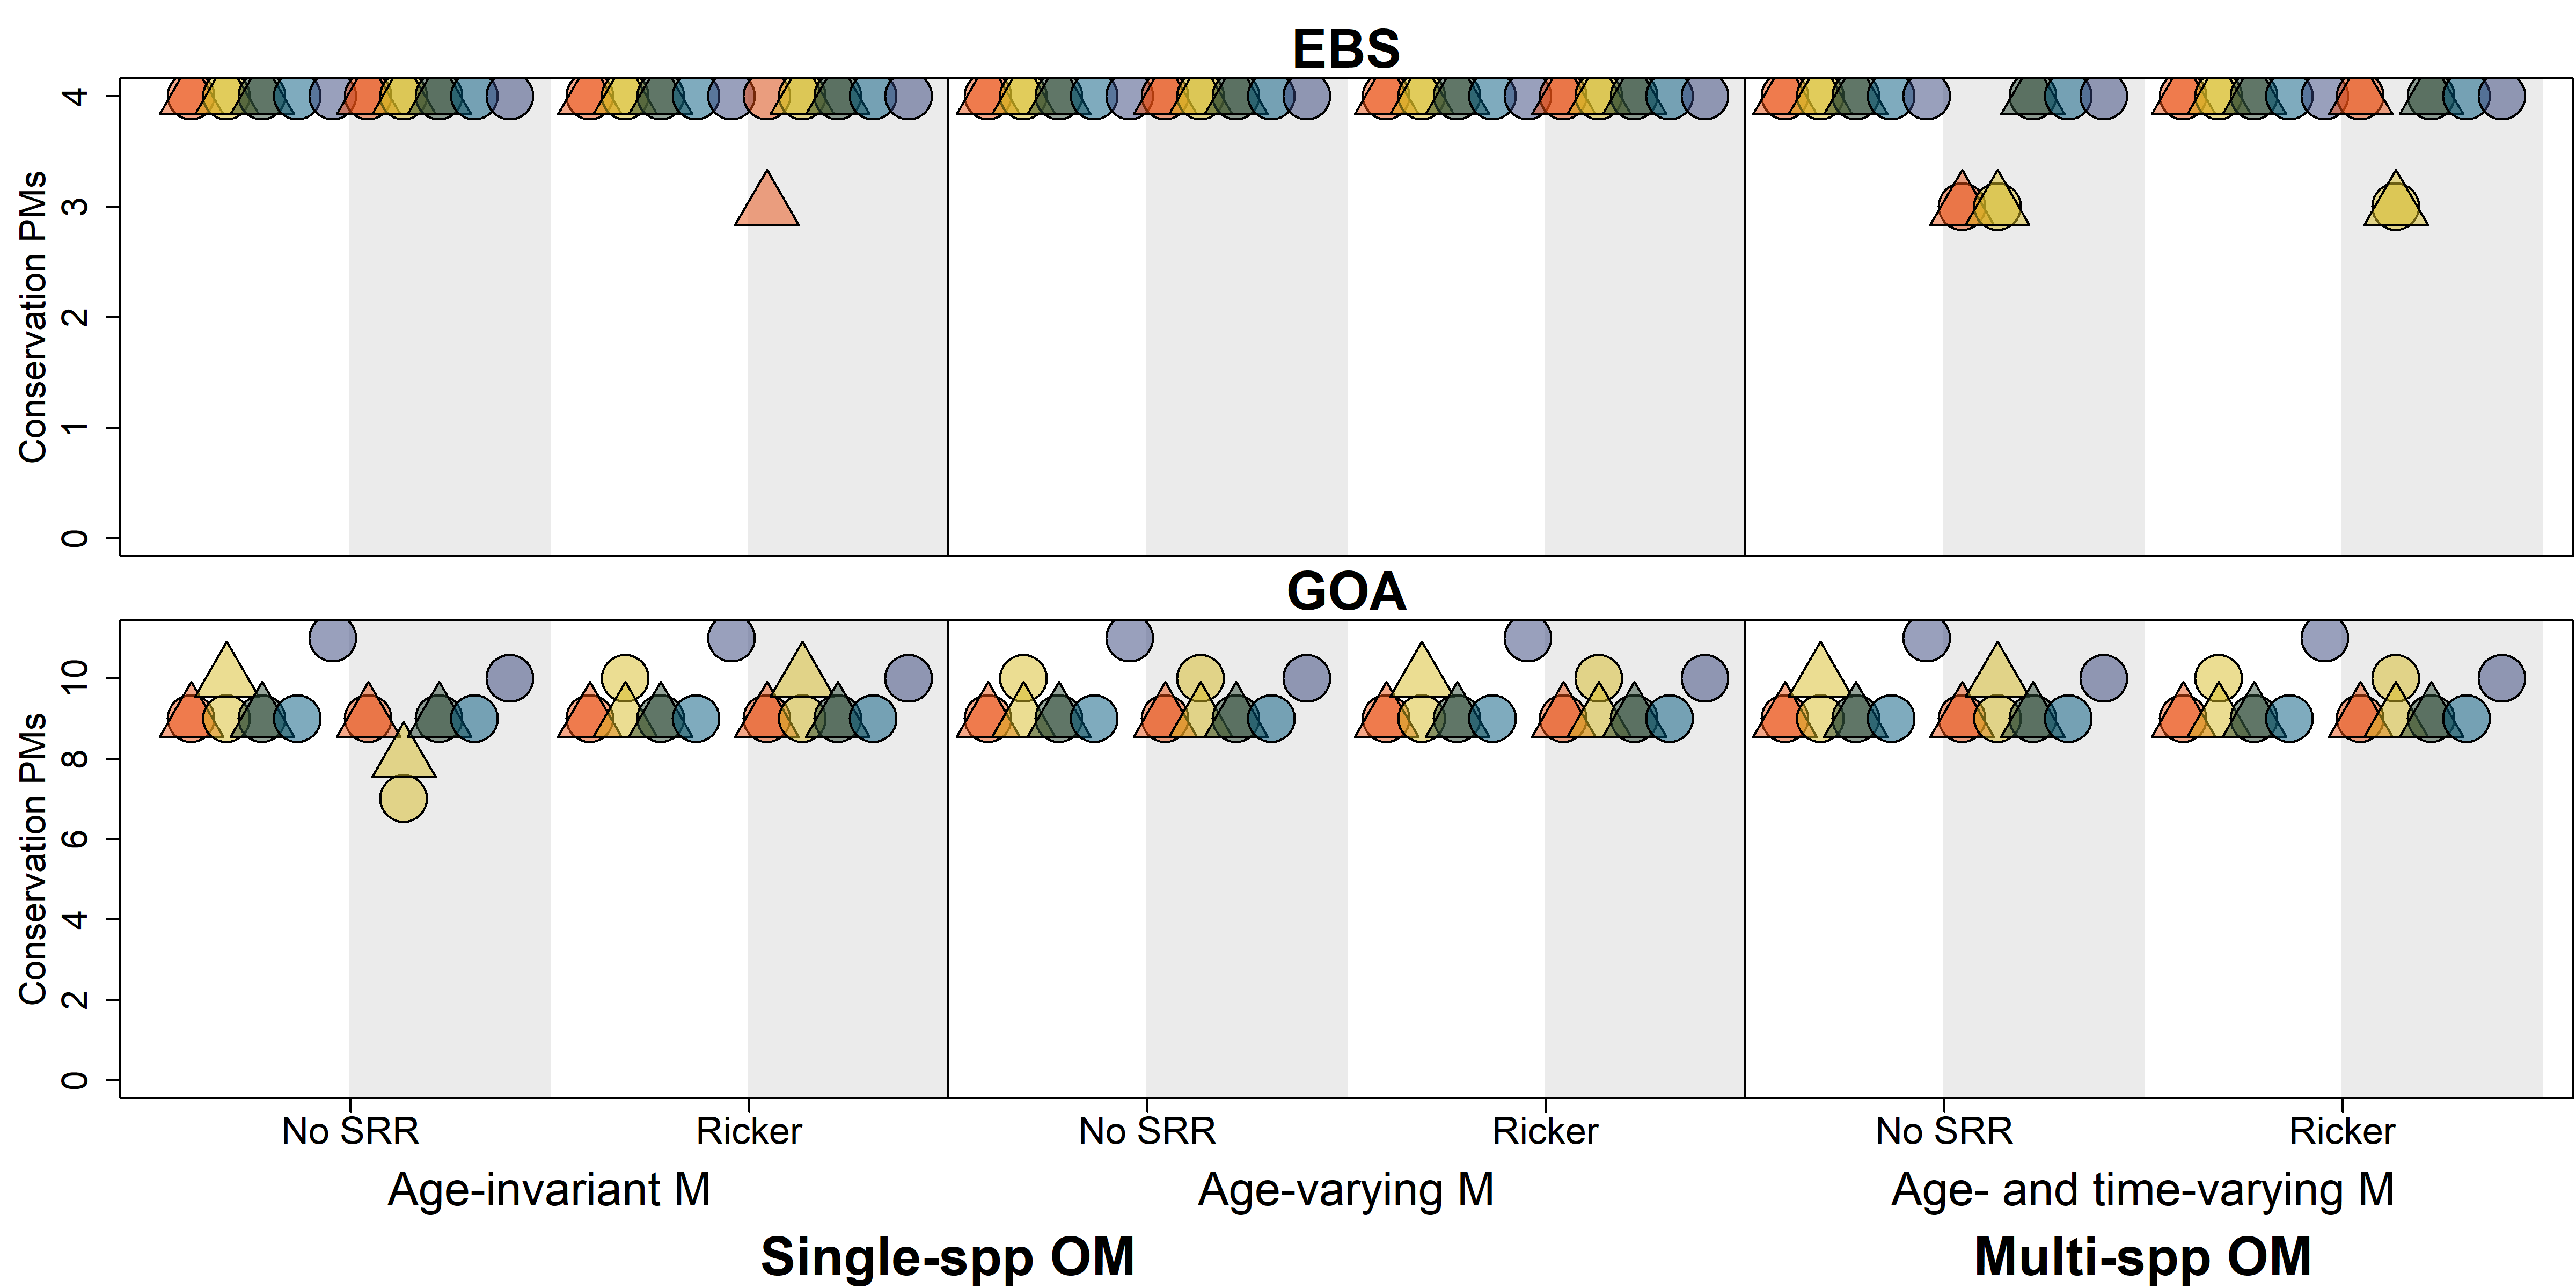 EBS
Conservation PMs
4
3
2
1
0
GOA
Conservation PMs
10
8
6
4
2
0
No SRR Ricker No SRR Ricker No SRR Ricker
Age-invariant M Age-varying M Age- and time-varying M
Single-spp OM Multi-spp OM